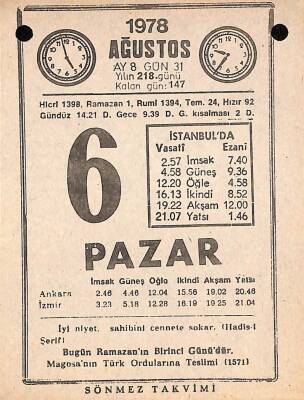 1978
AĞUSTOS
AY 8 GÜN 31
Yılın 218.günü
Kalan gün: 147
Hicri 1398, Ramazan 1, Rumî 1394, Tem. 24, Hızır 92
Gündüz 14.21 D. Gece 9.39 D. G. kısalması 2 D.
6
İSTANBUL'DA
Vasatî Ezanî
2.57 İmsak 7.40
4.58 Güneş 9.36
12.20 Öğle 4.58
16.13 İkindi 8.52
19.22 Akşam 12.00
21.07 Yatsı 1.46
PAZAR
İmsak Güneş Öğle İkindi Akşam Yatsı
Ankara 2.46 4.46 12.04 15.56 19.02 20.46
İzmir 3.23 5.18 12.28 16.19 19.25 21.04
İyi niyet, sahibini cennete sokar. (Hadîs-i
Şerif)
Bugün Ramazan'ın Birinci Günü'dür.
Magosa'nın Türk Ordularına Teslimi (1571)
SÖNMEZ TAKVİMİ